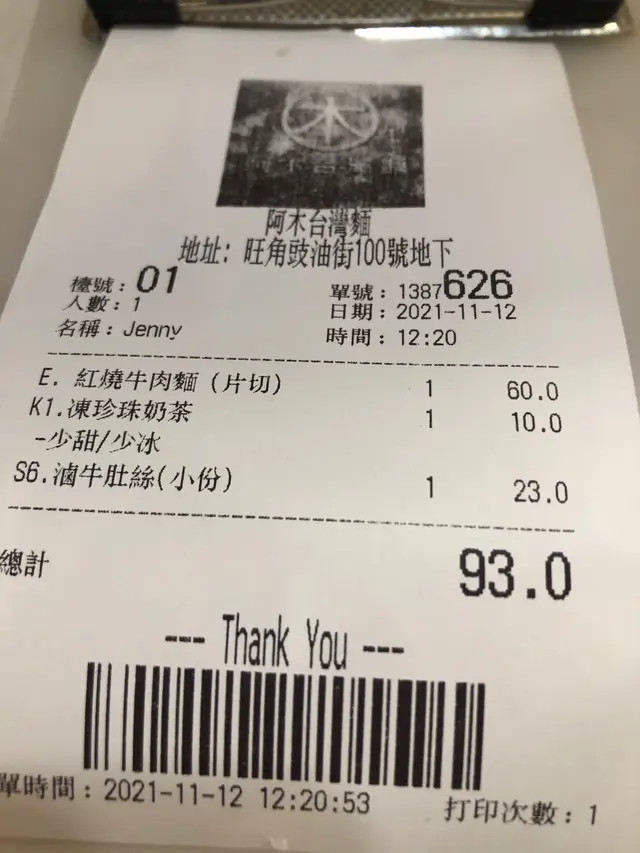 木
阿木台灣麵
地址: 旺角豉油街100號地下
檯號: 01
單號: 1387626
人數: 1
日期: 2021-11-12
名稱: Jenny
時間: 12:20
E. 紅燒牛肉麵 (片切) 1 60.0
K1.凍珍珠奶茶 1 10.0
-少甜/少冰
S6.滷牛肚絲(小份) 1 23.0
總計 93.0
--- Thank You ---
單時間: 2021-11-12 12:20:53
打印次數: 1